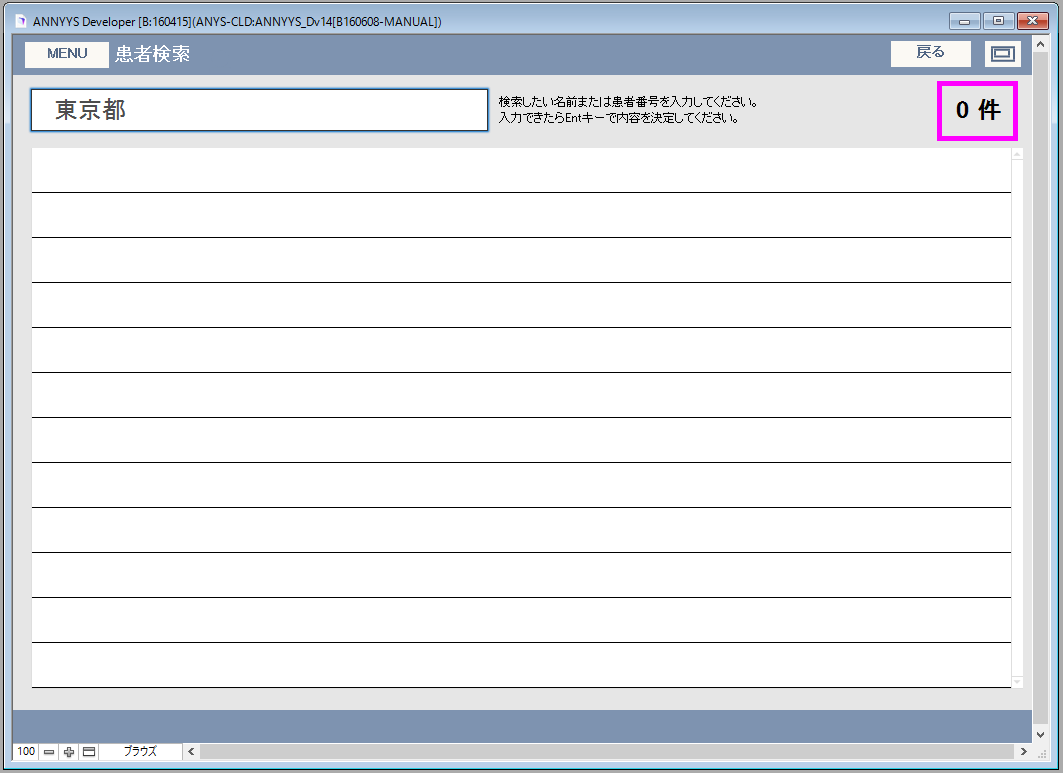 ANNYYS Developer [B:160415](ANYS-CLD:ANNYYS_Dv14[B160608-MANUAL])
MENU 患者検索 戻る
東京都
検索したい名前または患者番号を入力してください。
入力できたらEntキーで内容を決定してください。
0 件
100 ブラウズ